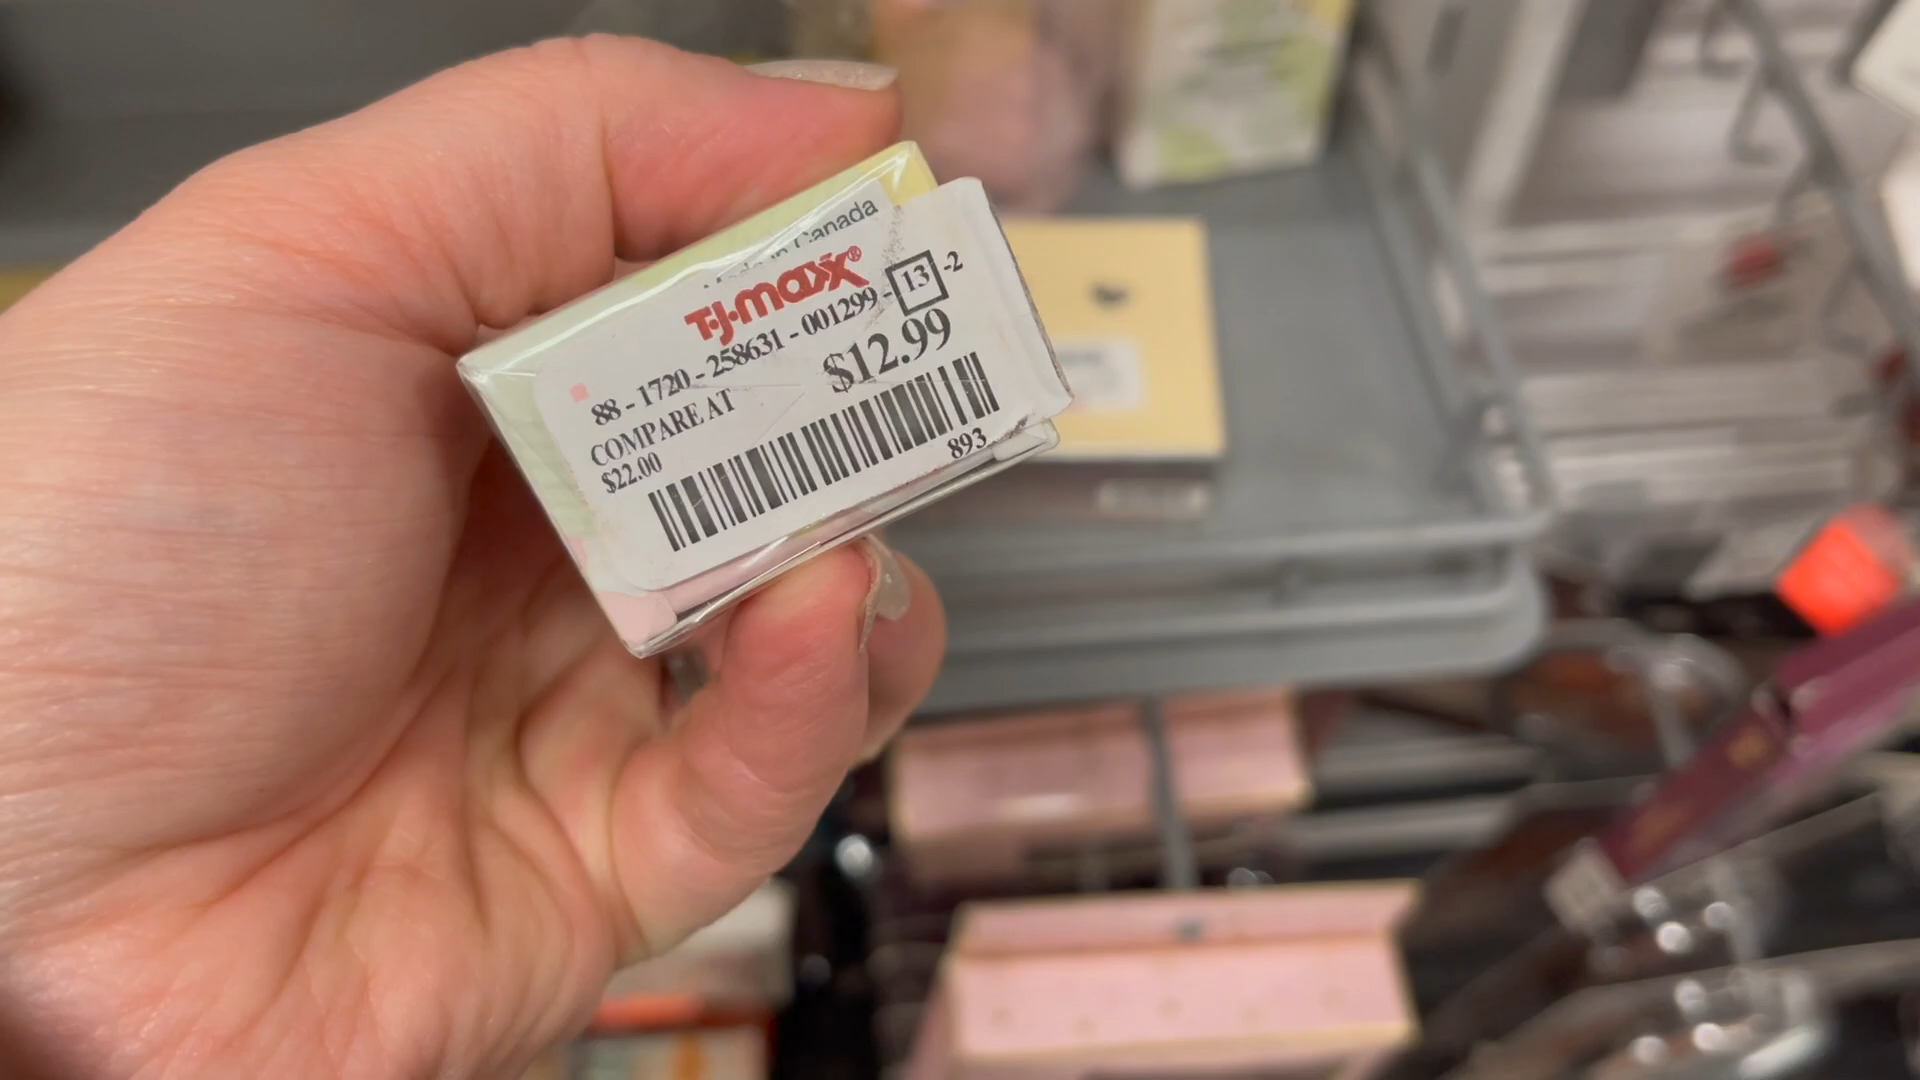 Made in Canada
T·J·maxx®
88 - 1720 - 258631 - 001299 - 13 -2
$12.99
COMPARE AT
$22.00
893